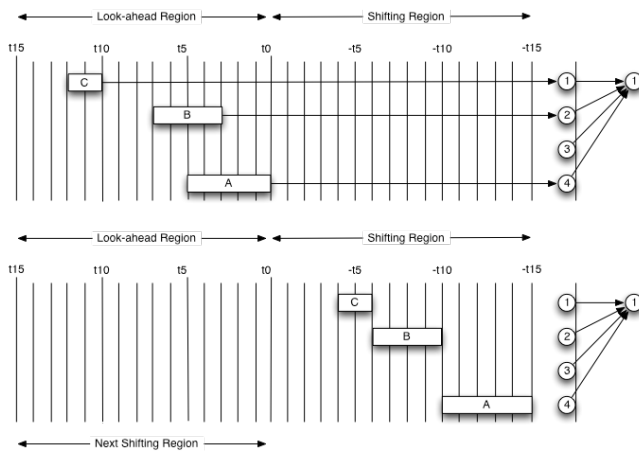 Look-ahead Region Shifting Region
t15 t10 t5 t0 -t5 -t10 -t15
C 1 1
B 2
3
A 4
Look-ahead Region Shifting Region
t15 t10 t5 t0 -t5 -t10 -t15
C 1 1
B 2
3
A 4
Next Shifting Region